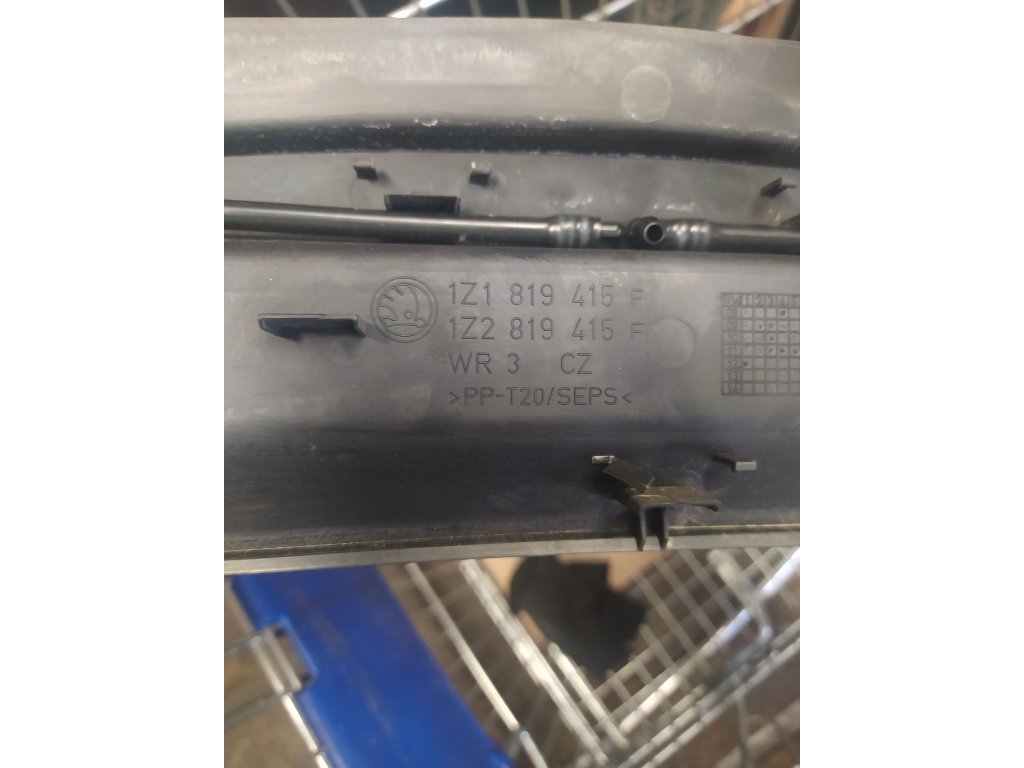 1Z1 819 415 F
1Z2 819 415 F
WR 3 CZ
>PP-T20/SEPS<